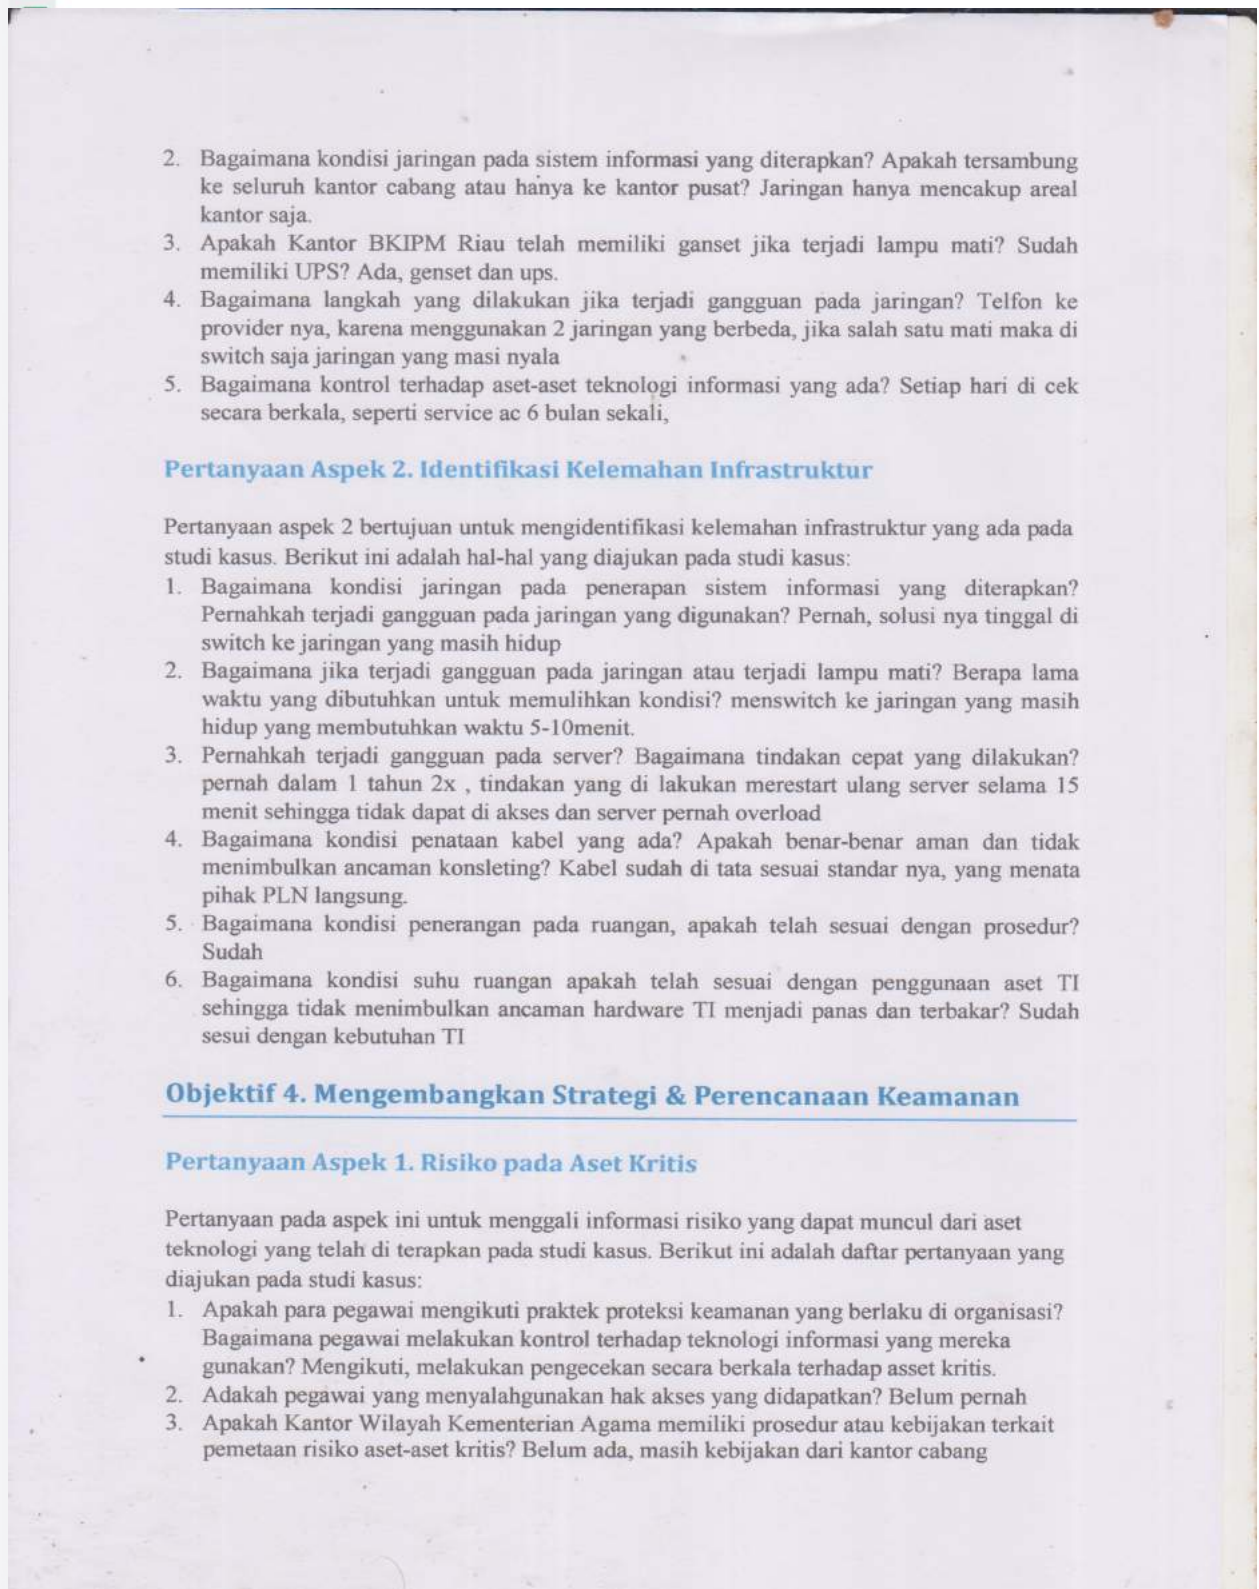 2. Bagaimana kondisi jaringan pada sistem informasi yang diterapkan? Apakah tersambung
ke seluruh kantor cabang atau hanya ke kantor pusat? Jaringan hanya mencakup areal
kantor saja.
3. Apakah Kantor BKIPM Riau telah memiliki ganset jika terjadi lampu mati? Sudah
memiliki UPS? Ada, genset dan ups.
4. Bagaimana langkah yang dilakukan jika terjadi gangguan pada jaringan? Telfon ke
provider nya, karena menggunakan 2 jaringan yang berbeda, jika salah satu mati maka di
switch saja jaringan yang masi nyala
5. Bagaimana kontrol terhadap aset-aset teknologi informasi yang ada? Setiap hari di cek
secara berkala, seperti service ac 6 bulan sekali,
Pertanyaan Aspek 2. Identifikasi Kelemahan Infrastruktur
Pertanyaan aspek 2 bertujuan untuk mengidentifikasi kelemahan infrastruktur yang ada pada
studi kasus. Berikut ini adalah hal-hal yang diajukan pada studi kasus:
1. Bagaimana kondisi jaringan pada penerapan sistem informasi yang diterapkan?
Pernahkah terjadi gangguan pada jaringan yang digunakan? Pernah, solusi nya tinggal di
switch ke jaringan yang masih hidup
2. Bagaimana jika terjadi gangguan pada jaringan atau terjadi lampu mati? Berapa lama
waktu yang dibutuhkan untuk memulihkan kondisi? menswitch ke jaringan yang masih
hidup yang membutuhkan waktu 5-10menit.
3. Pernahkah terjadi gangguan pada server? Bagaimana tindakan cepat yang dilakukan?
pernah dalam 1 tahun 2x , tindakan yang di lakukan merestart ulang server selama 15
menit sehingga tidak dapat di akses dan server pernah overload
4. Bagaimana kondisi penataan kabel yang ada? Apakah benar-benar aman dan tidak
menimbulkan ancaman konsleting? Kabel sudah di tata sesuai standar nya, yang menata
pihak PLN langsung.
5. Bagaimana kondisi penerangan pada ruangan, apakah telah sesuai dengan prosedur?
Sudah
6. Bagaimana kondisi suhu ruangan apakah telah sesuai dengan penggunaan aset TI
sehingga tidak menimbulkan ancaman hardware TI menjadi panas dan terbakar? Sudah
sesui dengan kebutuhan TI
Objektif 4. Mengembangkan Strategi & Perencanaan Keamanan
Pertanyaan Aspek 1. Risiko pada Aset Kritis
Pertanyaan pada aspek ini untuk menggali informasi risiko yang dapat muncul dari aset
teknologi yang telah di terapkan pada studi kasus. Berikut ini adalah daftar pertanyaan yang
diajukan pada studi kasus:
1. Apakah para pegawai mengikuti praktek proteksi keamanan yang berlaku di organisasi?
Bagaimana pegawai melakukan kontrol terhadap teknologi informasi yang mereka
gunakan? Mengikuti, melakukan pengecekan secara berkala terhadap asset kritis.
2. Adakah pegawai yang menyalahgunakan hak akses yang didapatkan? Belum pernah
3. Apakah Kantor Wilayah Kementerian Agama memiliki prosedur atau kebijakan terkait
pemetaan risiko aset-aset kritis? Belum ada, masih kebijakan dari kantor cabang